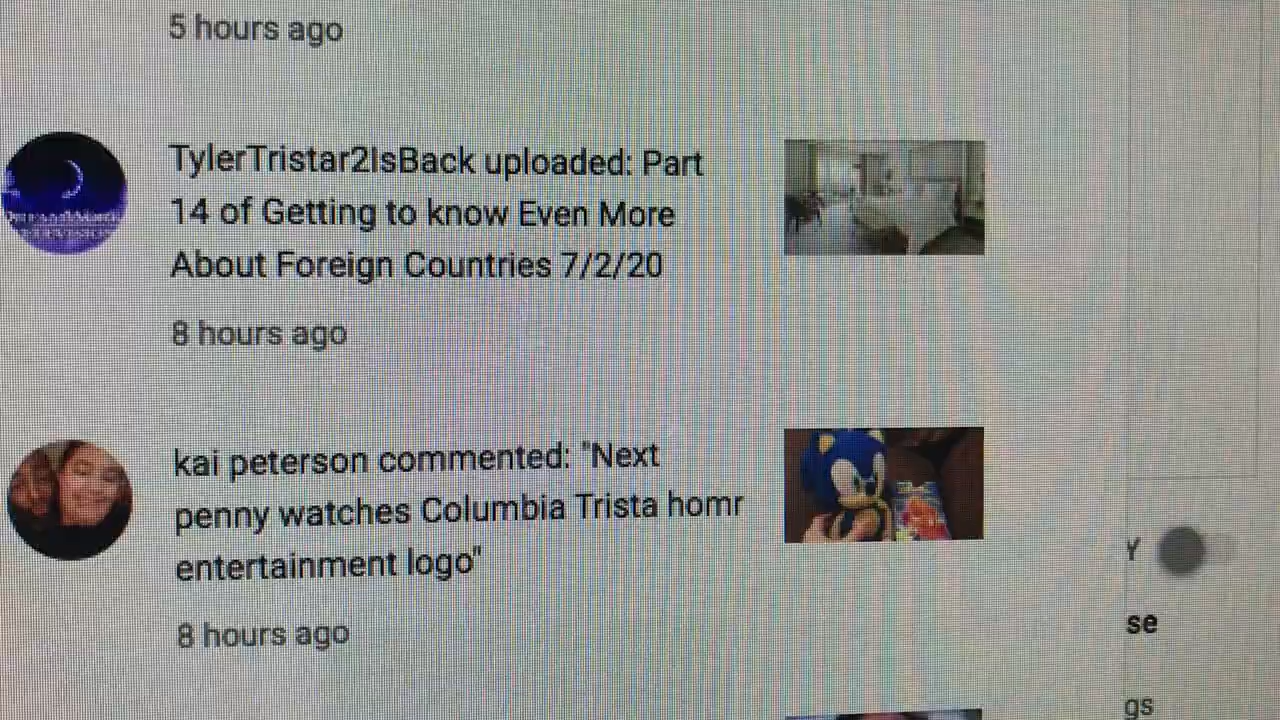 5 hours ago
TylerTristar2IsBack uploaded: Part
14 of Getting to know Even More
About Foreign Countries 7/2/20
8 hours ago
kai peterson commented: "Next
penny watches Columbia Trista homr
entertainment logo"
8 hours ago
Y
se
gs